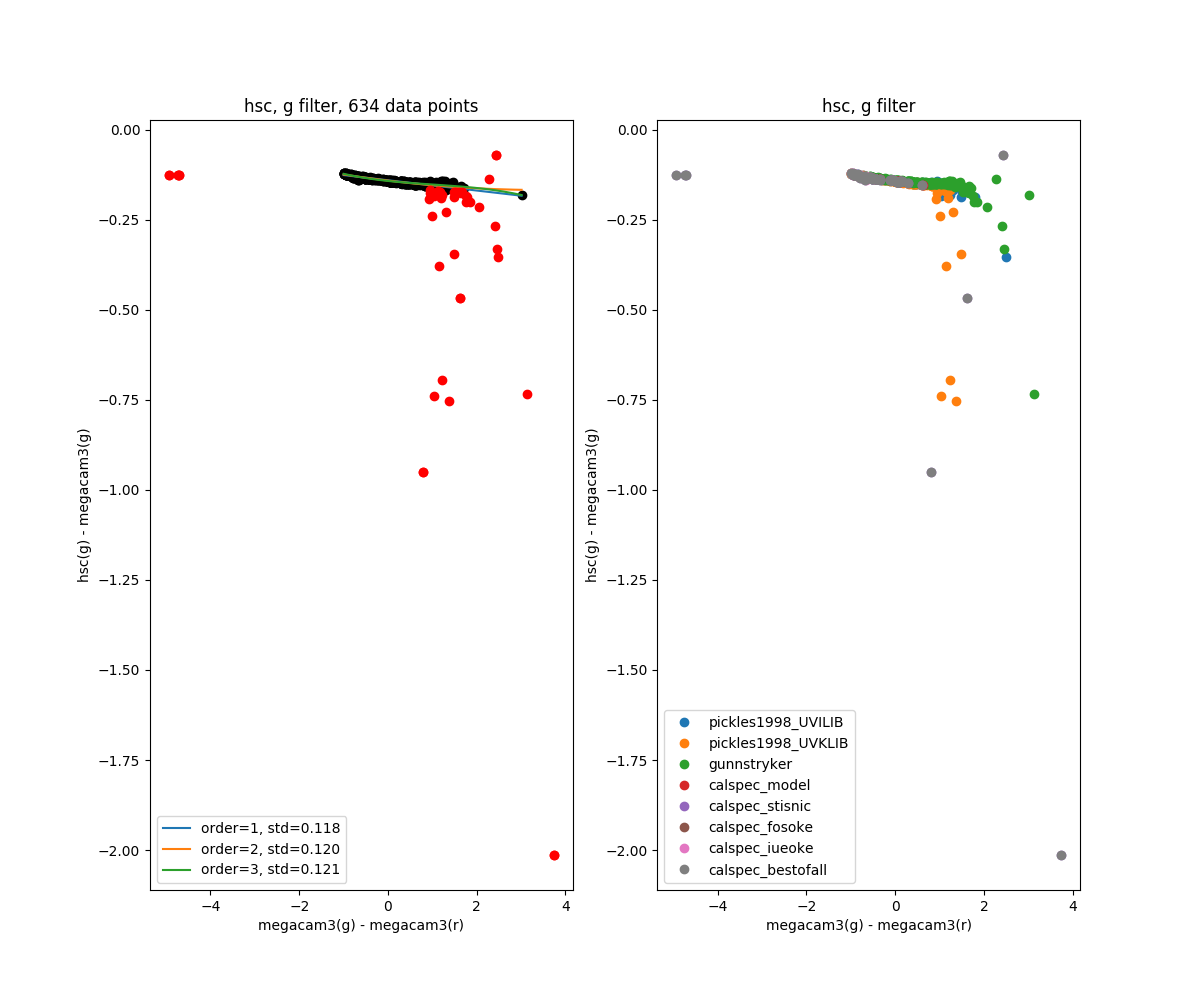 hsc, g filter, 634 data points
0.00
−0.25
−0.50
−0.75
−1.00
−1.25
−1.50
−1.75
−2.00
hsc(g) - megacam3(g)
order=1, std=0.118
order=2, std=0.120
order=3, std=0.121
−4
−2
0
2
4
megacam3(g) - megacam3(r)
hsc, g filter
0.00
−0.25
−0.50
−0.75
−1.00
−1.25
−1.50
−1.75
−2.00
hsc(g) - megacam3(g)
pickles1998_UVILIB
pickles1998_UVKLIB
gunnstryker
calspec_model
calspec_stisnic
calspec_fosoke
calspec_iueoke
calspec_bestofall
−4
−2
0
2
4
megacam3(g) - megacam3(r)